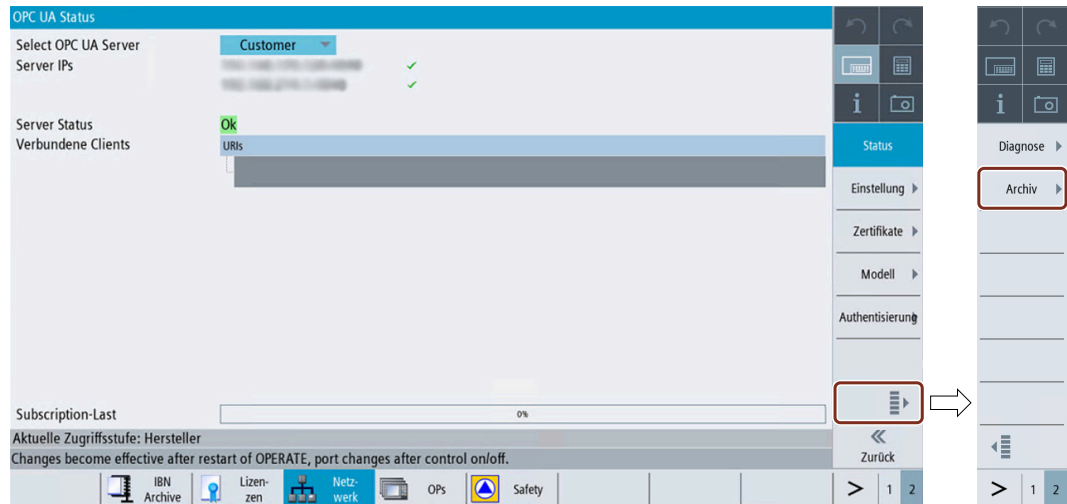 OPC UA Status
Select OPC UA Server
Customer
Server IPs
Server Status
Ok
Verbundene Clients
URIs
Subscription-Last
0%
Aktuelle Zugriffsstufe: Hersteller
Changes become effective after restart of OPERATE, port changes after control on/off.
IBN
Archive
Lizen-
zen
Netz-
werk
OPs
Safety
i
Status
Einstellung
Zertifikate
Modell
Authentisierung
Zurück
> 1 2
i
Diagnose
Archiv
> 1 2